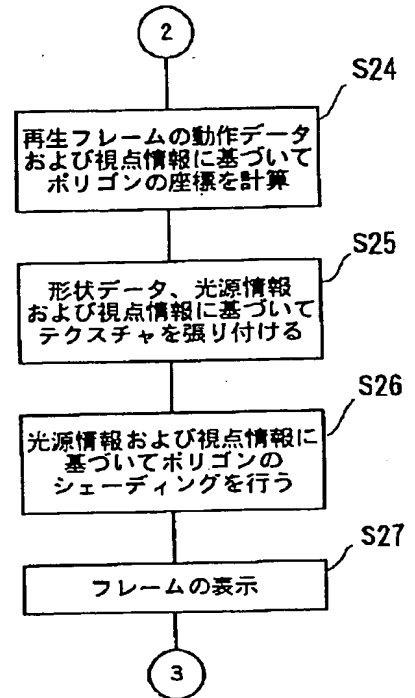 2
S24
再生フレームの動作データ
および視点情報に基づいて
ポリゴンの座標を計算
S25
形状データ、光源情報
および視点情報に基づいて
テクスチャを張り付ける
S26
光源情報および視点情報に
基づいてポリゴンの
シェーディングを行う
S27
フレームの表示
3